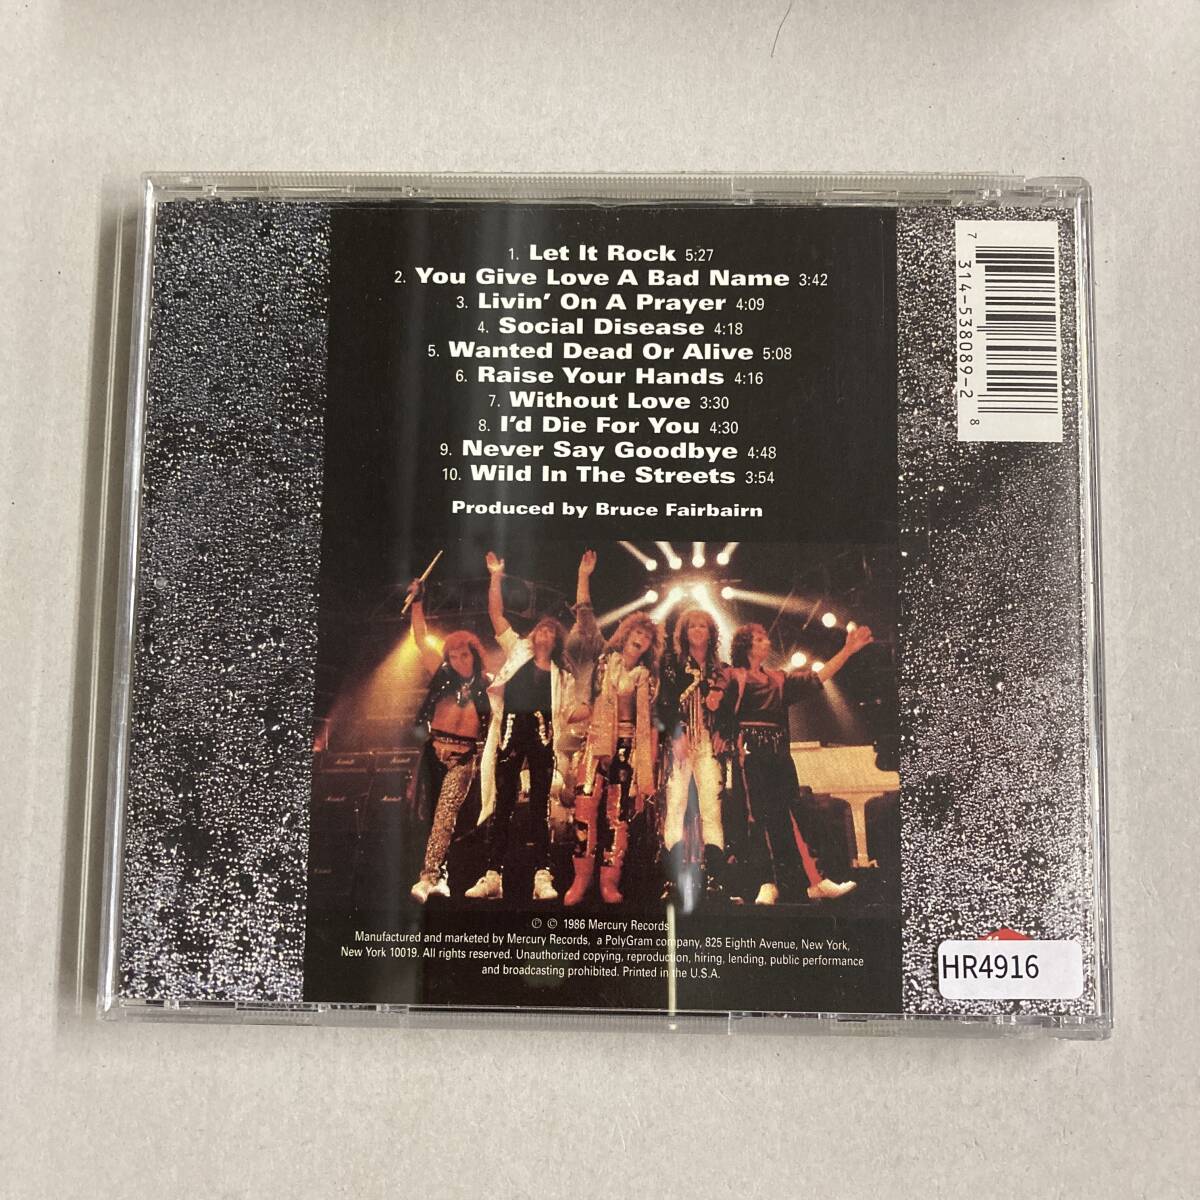 1. Let It Rock 5:27
2. You Give Love A Bad Name 3:42
3. Livin' On A Prayer 4:09
4. Social Disease 4:18
5. Wanted Dead Or Alive 5:08
6. Raise Your Hands 4:16
7. Without Love 3:30
8. I'd Die For You 4:30
9. Never Say Goodbye 4:48
10. Wild In The Streets 3:54
Produced by Bruce Fairbairn
7 314-538089-2 8
℗ © 1986 Mercury Records
Manufactured and marketed by Mercury Records, a PolyGram company, 825 Eighth Avenue, New York,
New York 10019. All rights reserved. Unauthorized copying, reproduction, hiring, lending, public performance
and broadcasting prohibited. Printed in the U.S.A.
HR4916